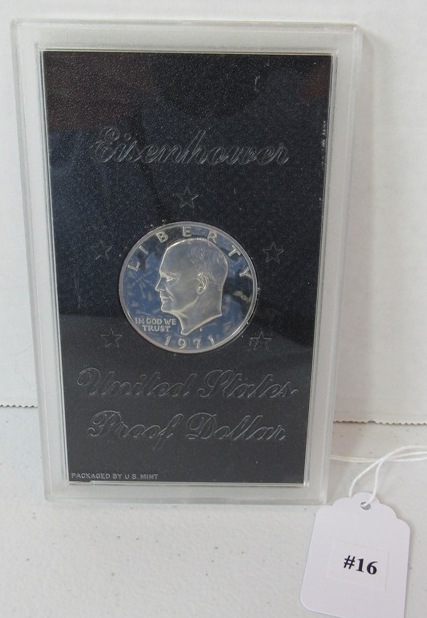 Eisenhower
LIBERTY
IN GOD WE
TRUST
1971
United States
Proof Dollar
PACKAGED BY U.S. MINT
#16